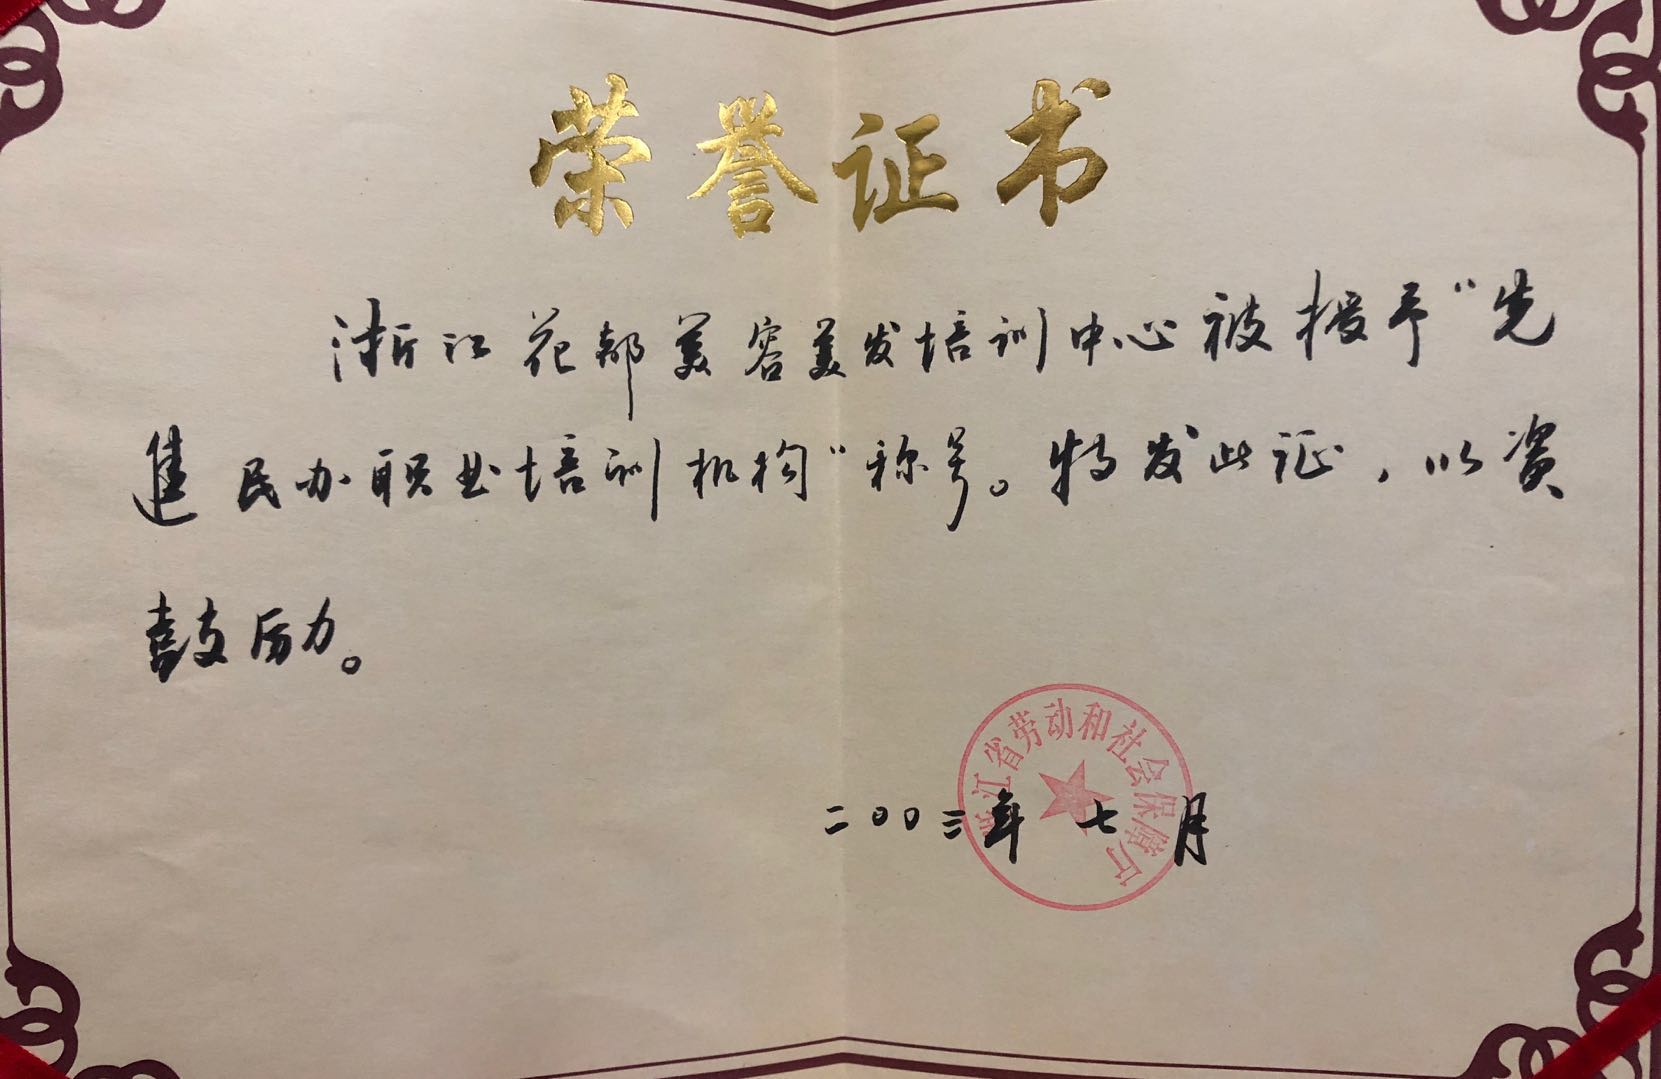 荣誉证书
浙江花都美容美发培训中心被授予“先
进民办职业培训机构”称号。特发此证，以资
鼓励。
浙江省劳动和社会保障厅
二00三年七月